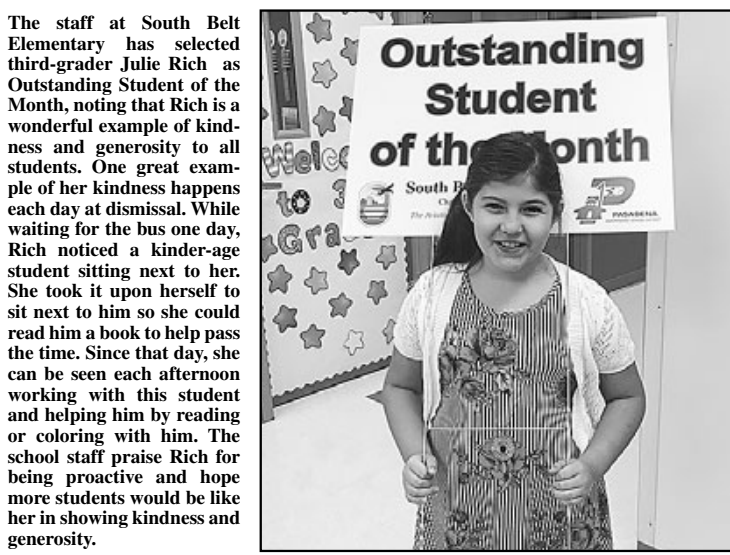 The staff at South Belt
Elementary has selected
third-grader Julie Rich as
Outstanding Student of the
Month, noting that Rich is a
wonderful example of kind-
ness and generosity to all
students. One great exam-
ple of her kindness happens
each day at dismissal. While
waiting for the bus one day,
Rich noticed a kinder-age
student sitting next to her.
She took it upon herself to
sit next to him so she could
read him a book to help pass
the time. Since that day, she
can be seen each afternoon
working with this student
and helping him by reading
or coloring with him. The
school staff praise Rich for
being proactive and hope
more students would be like
her in showing kindness and
generosity.
Outstanding
Student
of the Month
South B
PASADENA
Welco
to 3
Gra